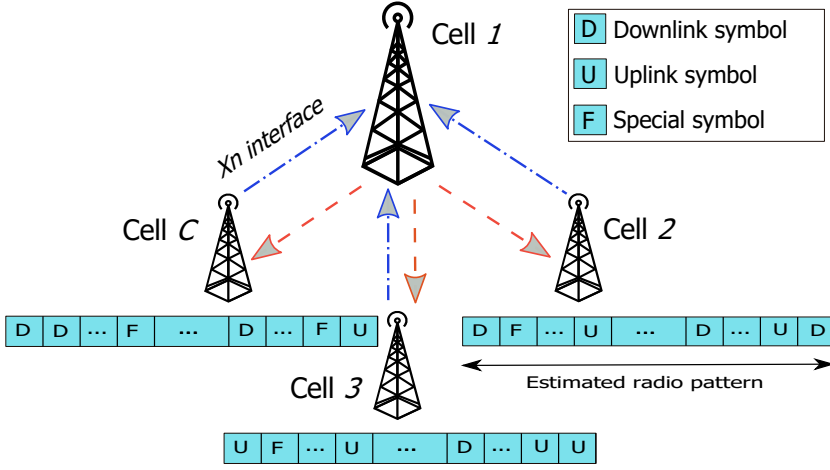 Cell 1
D Downlink symbol
U Uplink symbol
F Special symbol
Xn interface
Cell C
Cell 2
D D ... F ... D ... F U
D F ... U ... D ... U D
Cell 3
Estimated radio pattern
U F ... U ... D ... U U